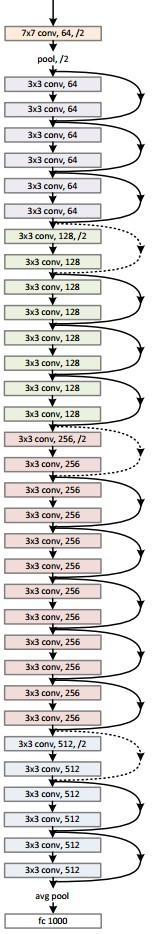 7x7 conv, 64, /2
pool, /2
3x3 conv, 64
3x3 conv, 64
3x3 conv, 64
3x3 conv, 64
3x3 conv, 64
3x3 conv, 64
3x3 conv, 128, /2
3x3 conv, 128
3x3 conv, 128
3x3 conv, 128
3x3 conv, 128
3x3 conv, 128
3x3 conv, 128
3x3 conv, 128
3x3 conv, 256, /2
3x3 conv, 256
3x3 conv, 256
3x3 conv, 256
3x3 conv, 256
3x3 conv, 256
3x3 conv, 256
3x3 conv, 256
3x3 conv, 256
3x3 conv, 256
3x3 conv, 256
3x3 conv, 256
3x3 conv, 512, /2
3x3 conv, 512
3x3 conv, 512
3x3 conv, 512
3x3 conv, 512
3x3 conv, 512
avg pool
fc 1000